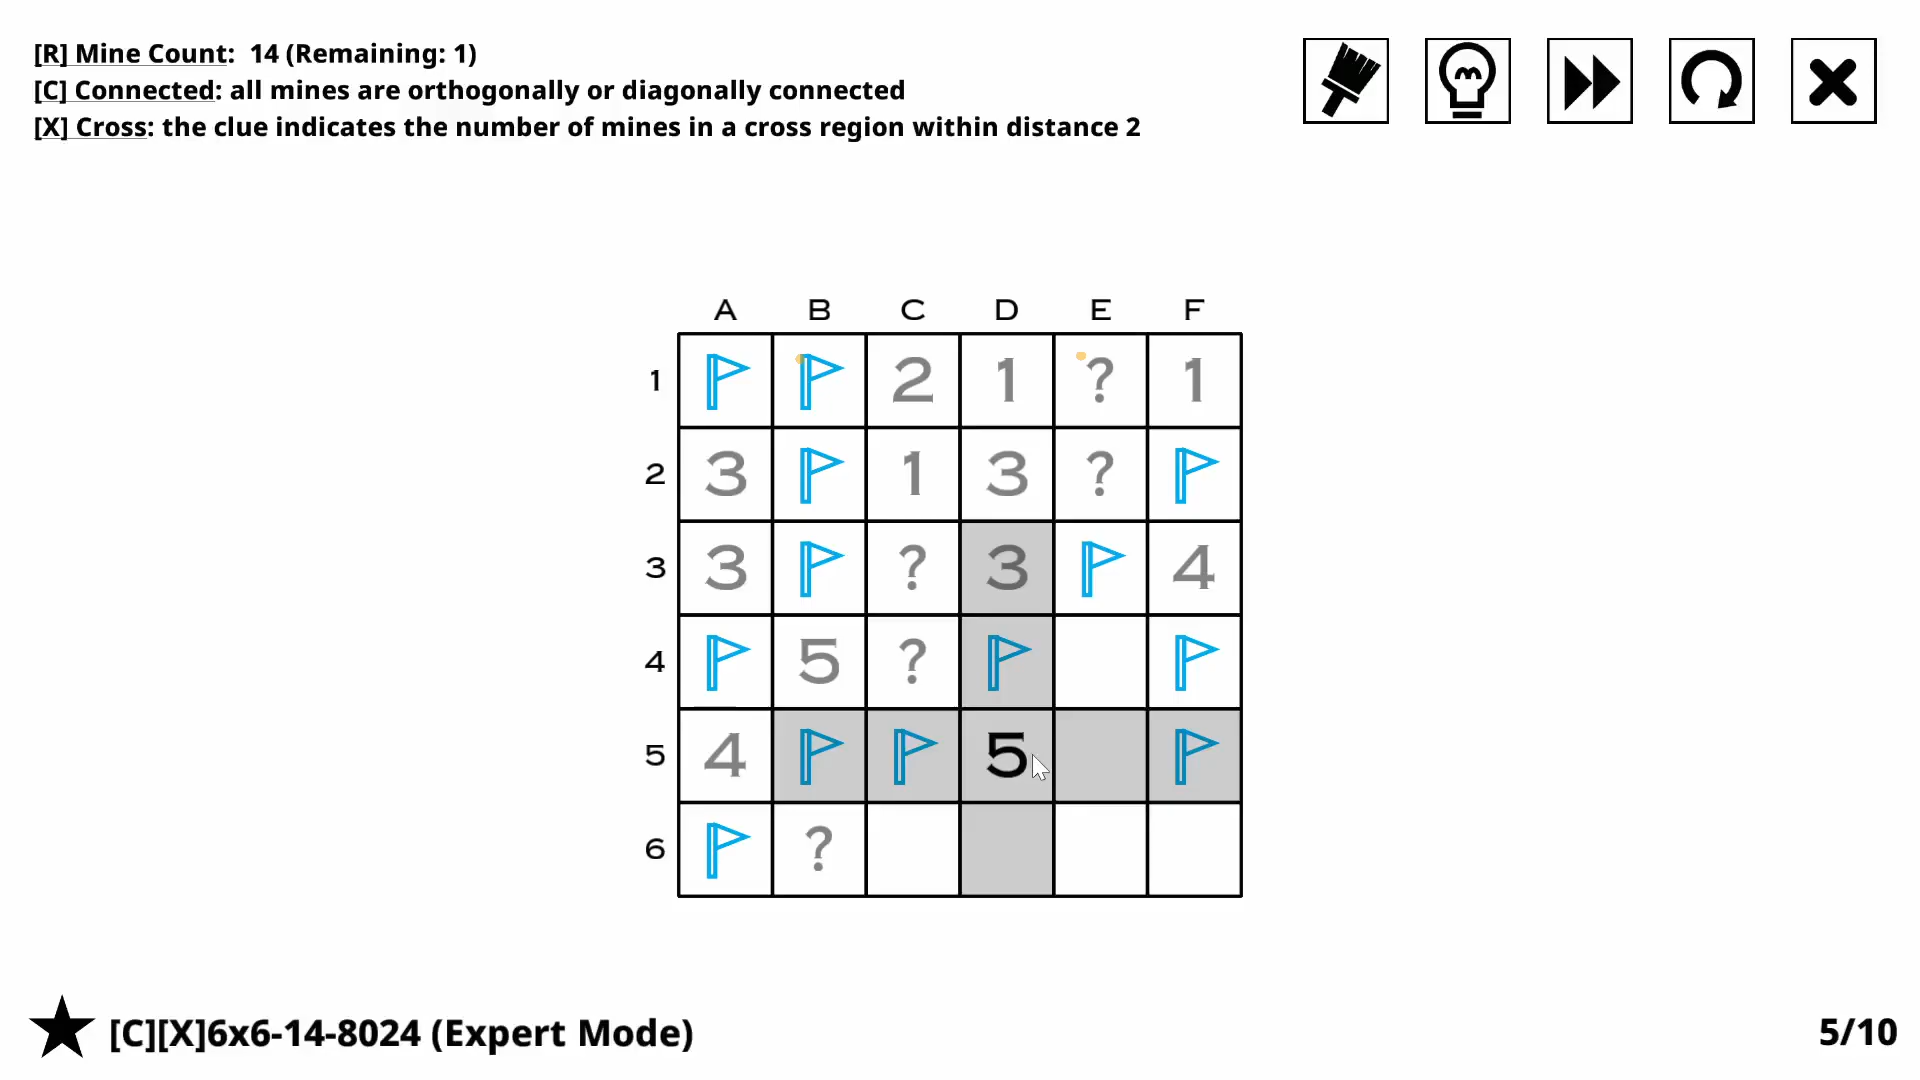 [R] Mine Count: 14 (Remaining: 1)
[C] Connected: all mines are orthogonally or diagonally connected
[X] Cross: the clue indicates the number of mines in a cross region within distance 2
A B C D E F
1 2 1 ? 1
2 3 1 3 ?
3 3 ? 3 4
4 5 ?
5 4 5
6 ?
[C][X]6x6-14-8024 (Expert Mode)
5/10